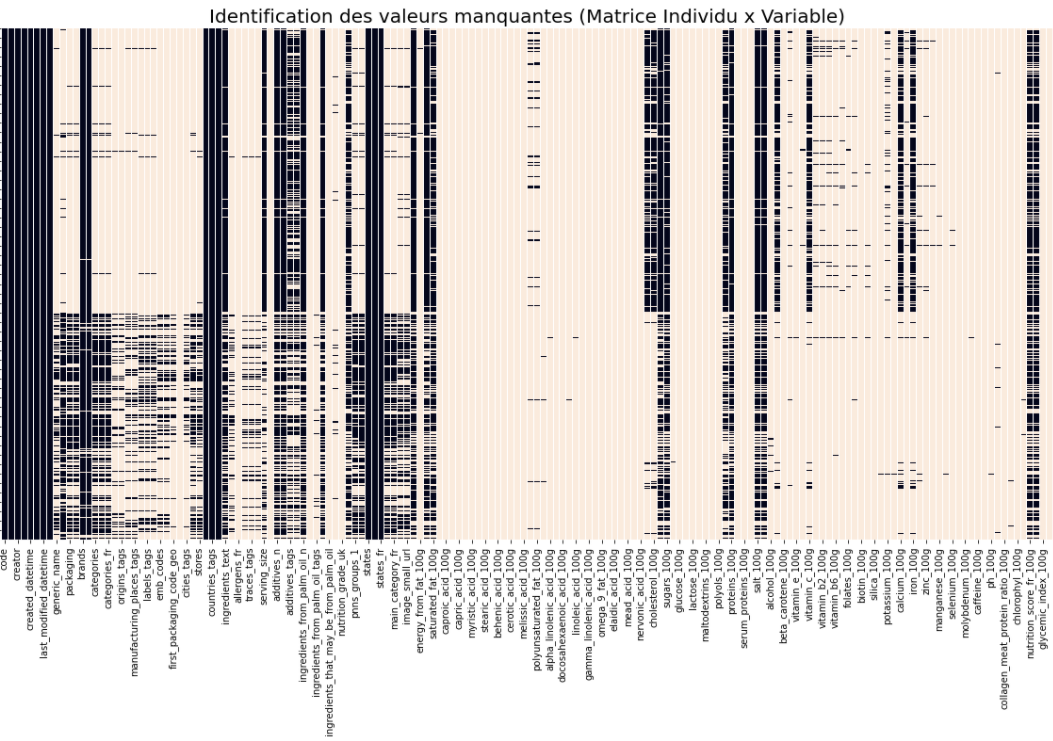 Identification des valeurs manquantes (Matrice Individu x Variable)
code
creator
created_datetime
last_modified_datetime
generic_name
packaging
brands
categories
categories_fr
origins_tags
manufacturing_places_tags
labels_tags
emb_codes
first_packaging_code_geo
cities_tags
stores
countries_tags
ingredients_text
allergens_fr
traces_tags
serving_size
additives_n
additives_tags
ingredients_from_palm_oil_n
ingredients_from_palm_oil_tags
ingredients_that_may_be_from_palm_oil
nutrition_grade_uk
pnns_groups_1
states
states_fr
main_category_fr
image_small_url
energy_from_fat_100g
saturated_fat_100g
caproic_acid_100g
capric_acid_100g
myristic_acid_100g
stearic_acid_100g
behenic_acid_100g
cerotic_acid_100g
melissic_acid_100g
polyunsaturated_fat_100g
alpha_linolenic_acid_100g
docosahexaenoic_acid_100g
linoleic_acid_100g
gamma_linolenic_acid_100g
omega_9_fat_100g
elaidic_acid_100g
mead_acid_100g
nervonic_acid_100g
cholesterol_100g
sugars_100g
glucose_100g
lactose_100g
maltodextrins_100g
polyols_100g
proteins_100g
serum_proteins_100g
salt_100g
alcohol_100g
beta_carotene_100g
vitamin_e_100g
vitamin_c_100g
vitamin_b2_100g
vitamin_b6_100g
folates_100g
biotin_100g
silica_100g
potassium_100g
calcium_100g
iron_100g
zinc_100g
manganese_100g
selenium_100g
molybdenum_100g
caffeine_100g
ph_100g
collagen_meat_protein_ratio_100g
chlorophyl_100g
nutrition_score_fr_100g
glycemic_index_100g